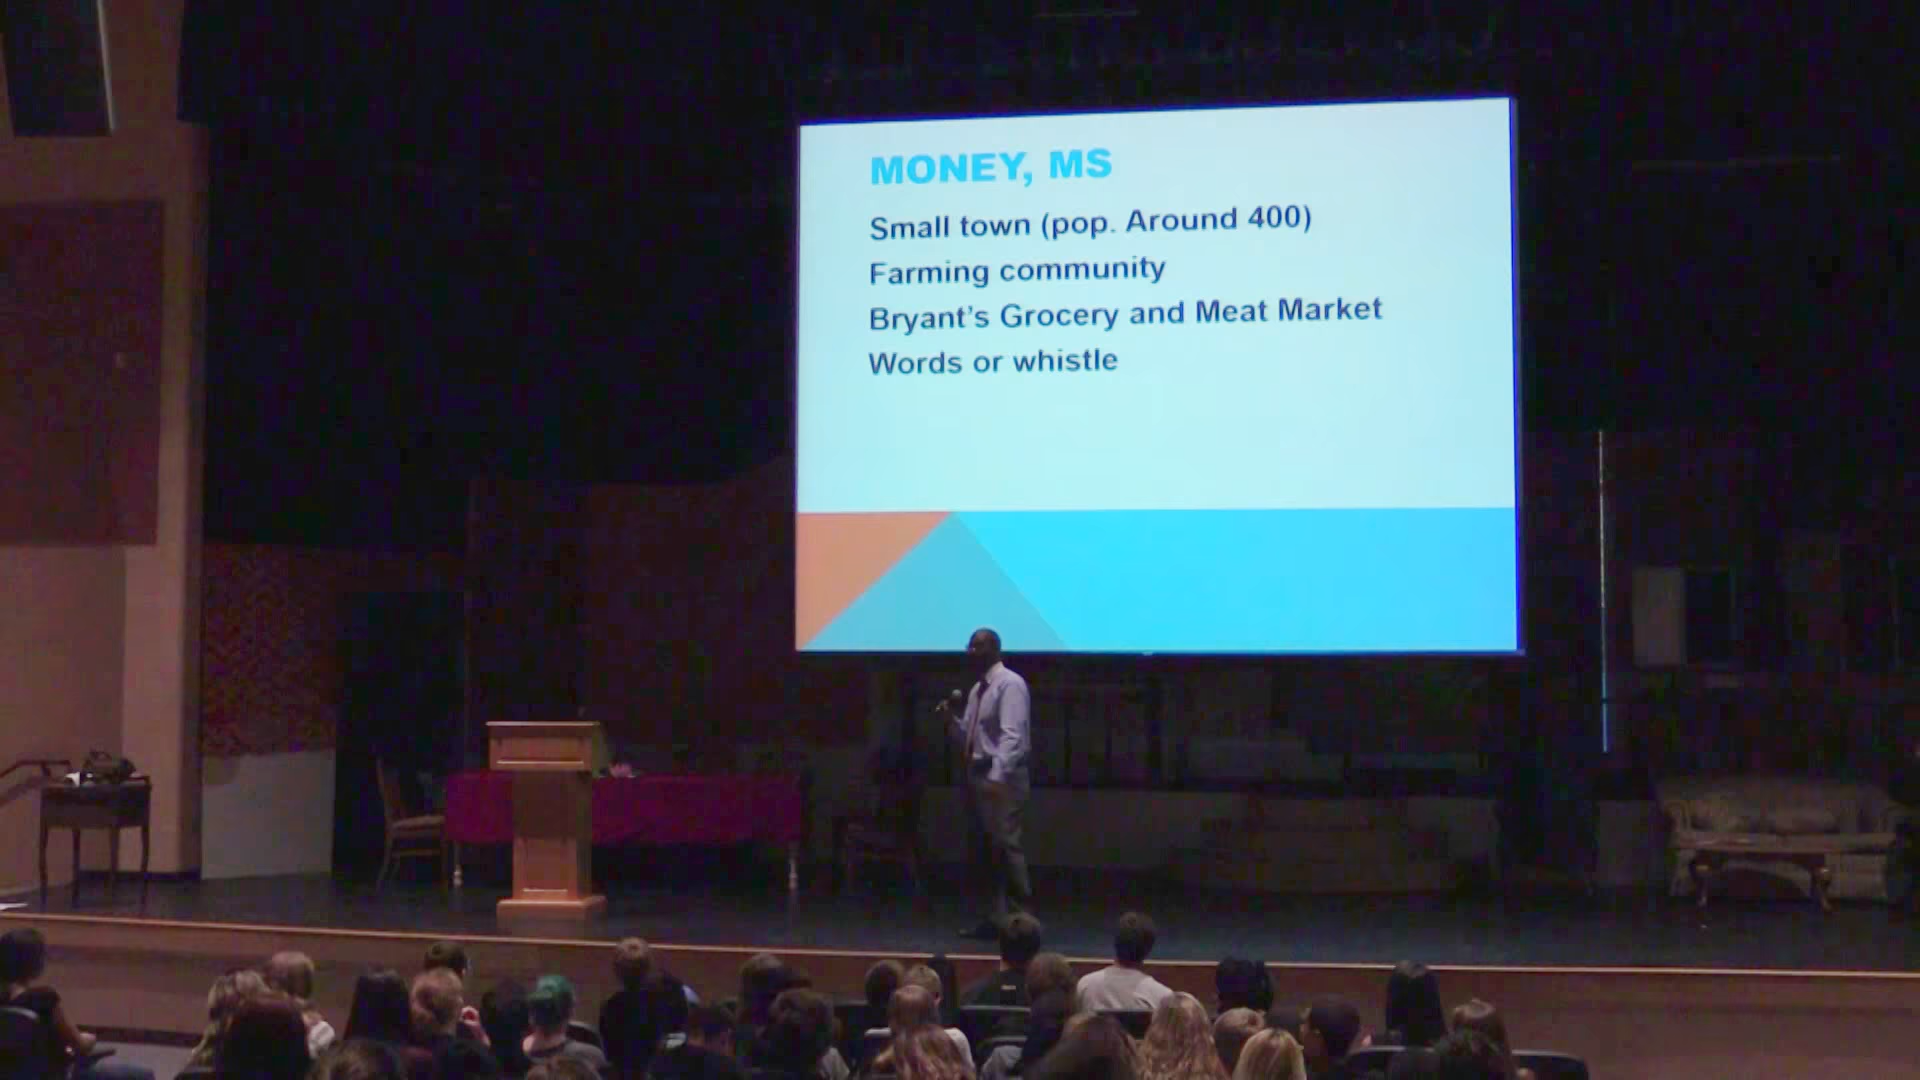 MONEY, MS
Small town (pop. Around 400)
Farming community
Bryant's Grocery and Meat Market
Words or whistle